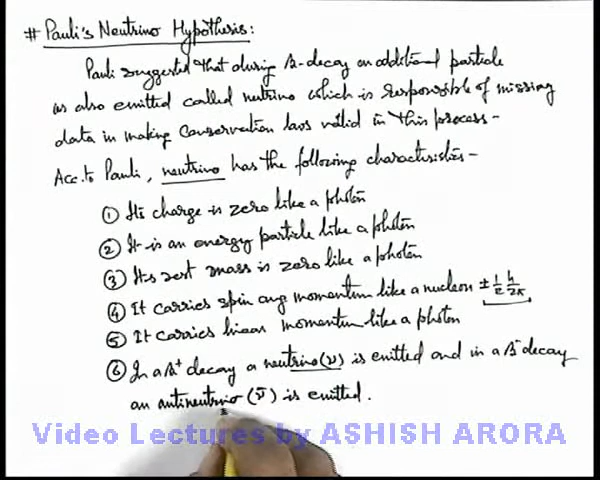 # Pauli's Neutrino Hypothesis:
Pauli suggested that during β-decay an additional particle
is also emitted called neutrino which is responsible of missing
data in making conservation laws valid in this process-
Acc. to Pauli, neutrino has the following characteristics-
① Its charge is zero like a photon
② It is an energy particle like a photon
③ Its rest mass is zero like a photon
④ It carries spin ang momentum like a nucleon ± 1/2 h/2π
⑤ It carries linear momentum like a photon
⑥ In a β⁺ decay a neutrino (ν) is emitted and in a β⁻ decay
an antineutrino (ν̄) is emitted.
Video Lectures by ASHISH ARORA